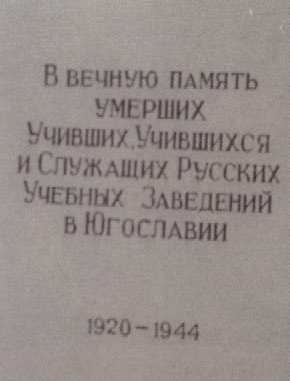 В ВЕЧНУЮ ПАМЯТЬ
УМЕРШИХ
УЧИВШИХ, УЧИВШИХСЯ
И СЛУЖАЩИХ РУССКИХ
УЧЕБНЫХ ЗАВЕДЕНИЙ
В ЮГОСЛАВИИ
1920-1944